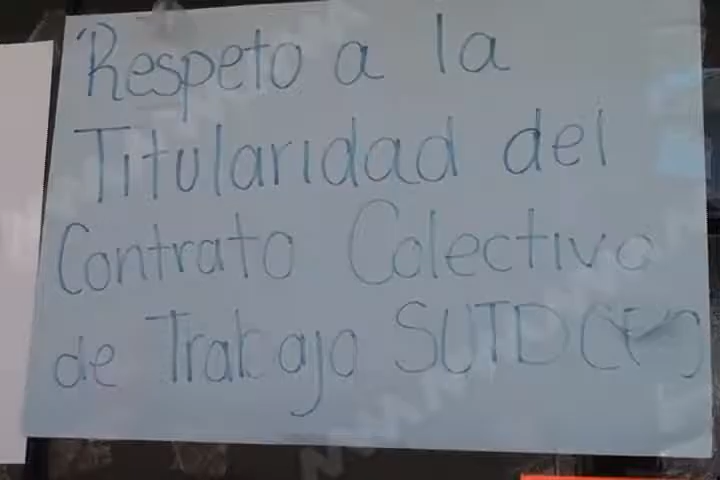 Respeto a la
Titularidad del
Contrato Colectivo
de Trabajo